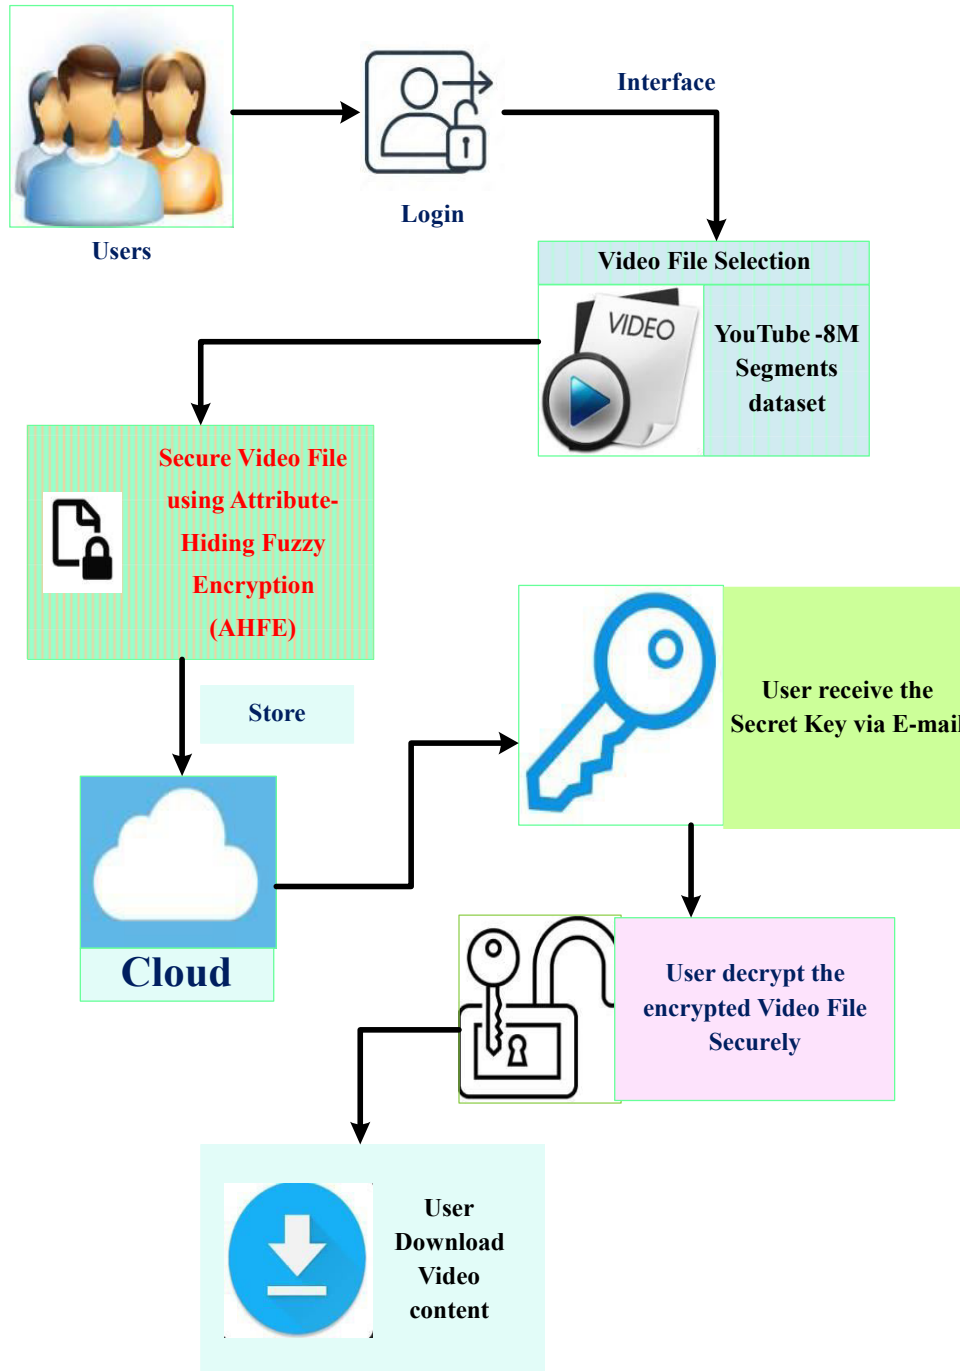 Interface
Login
Users
Video File Selection
VIDEO
YouTube -8M
Segments
dataset
Secure Video File
using Attribute-
Hiding Fuzzy
Encryption
(AHFE)
Store
User receive the
Secret Key via E-mail
Cloud
User decrypt the
encrypted Video File
Securely
User
Download
Video
content